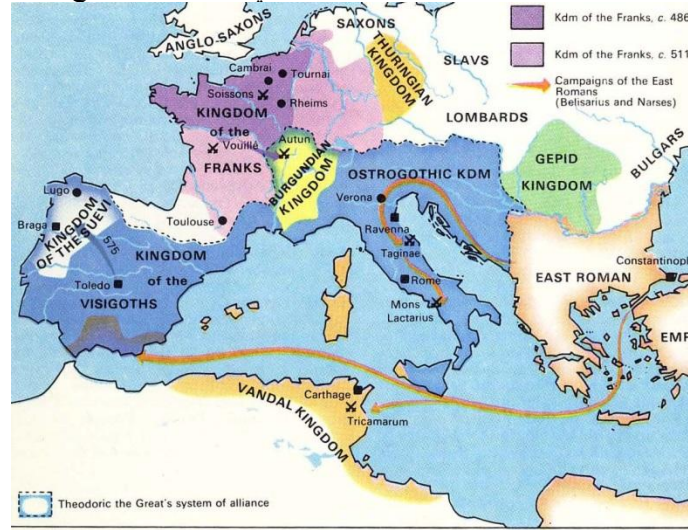 SAXONS
ANGLO-SAXONS
Kdm of the Franks, c. 486
Kdm of the Franks, c. 511
Campaigns of the East
Romans
(Belisarius and Narses)
THURINGIAN
KINGDOM
SLAVS
LOMBARDS
BULGARS
Cambrai
Tournai
Soissons
Rheims
KINGDOM
of the
FRANKS
Vouillé
Autun
BURGUNDIAN
KINGDOM
OSTROGOTHIC KDM
GEPID
KINGDOM
Lugo
Braga
KINGDOM
OF THE SUEVI
575
Toulouse
Verona
Ravenna
Taginae
Rome
Mons
Lactarius
EAST ROMAN
EMP
Constantinopl
KINGDOM
of the
VISIGOTHS
Toledo
Carthage
Tricamarum
VANDAL KINGDOM
Theodoric the Great's system of alliance